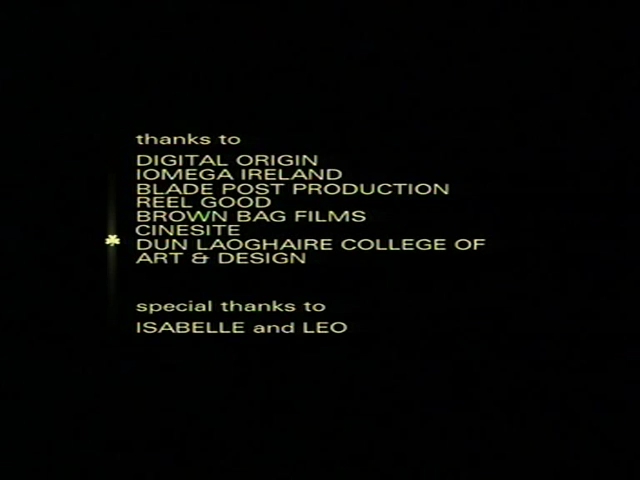 thanks to
DIGITAL ORIGIN
IOMEGA IRELAND
BLADE POST PRODUCTION
REEL GOOD
BROWN BAG FILMS
CINESITE
DUN LAOGHAIRE COLLEGE OF
ART & DESIGN
special thanks to
ISABELLE and LEO